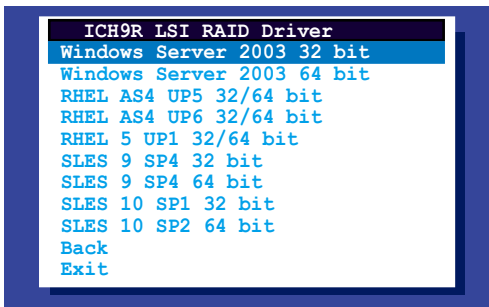 ICH9R LSI RAID Driver
Windows Server 2003 32 bit
Windows Server 2003 64 bit
RHEL AS4 UP5 32/64 bit
RHEL AS4 UP6 32/64 bit
RHEL 5 UP1 32/64 bit
SLES 9 SP4 32 bit
SLES 9 SP4 64 bit
SLES 10 SP1 32 bit
SLES 10 SP2 64 bit
Back
Exit